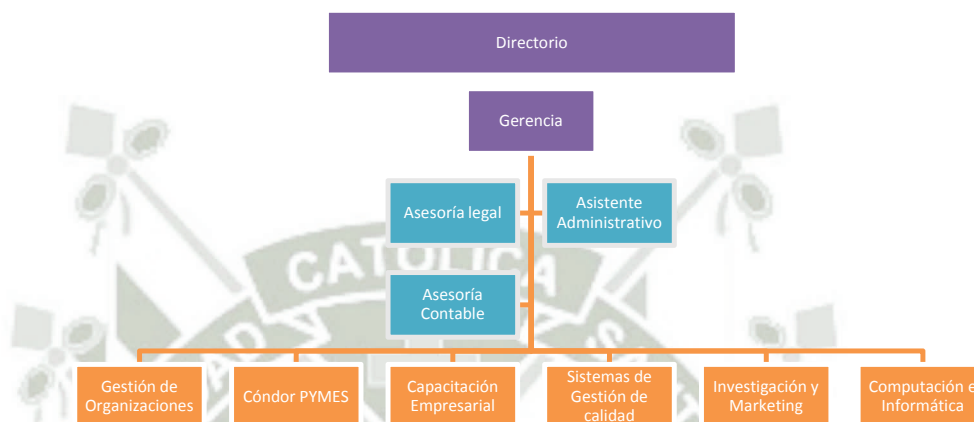 Directorio
Gerencia
Asesoría legal
Asistente
Administrativo
CATOLICA
Asesoría
Contable
Gestión de
Organizaciones
Cóndor PYMES
Capacitación
Empresarial
Sistemas de
Gestión de
calidad
Investigación y
Marketing
Computación e
Informática